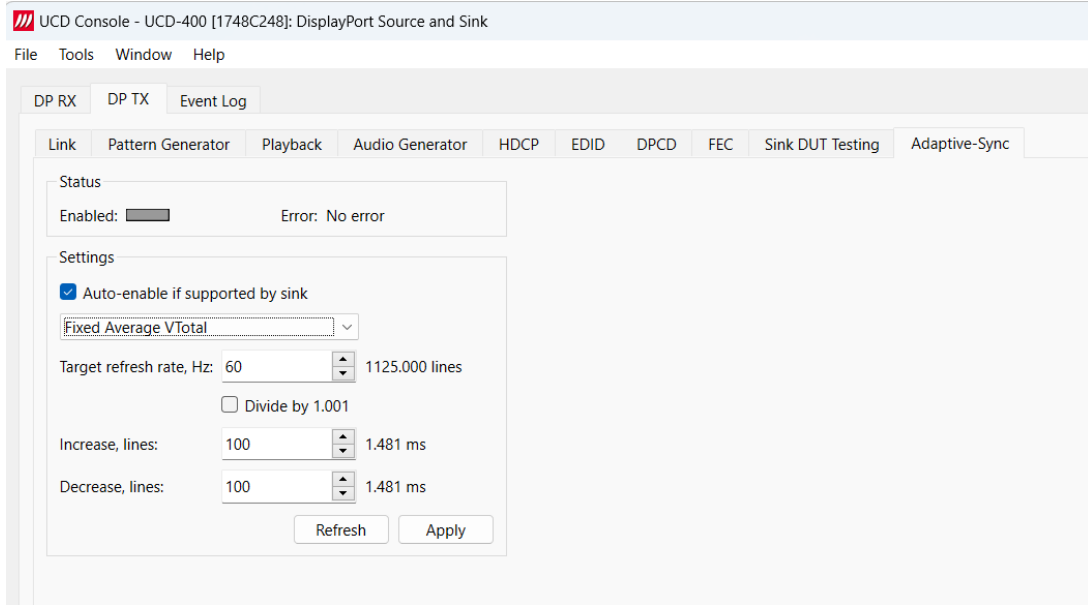 UCD Console - UCD-400 [1748C248]: DisplayPort Source and Sink
File Tools Window Help
DP RX DP TX Event Log
Link Pattern Generator Playback Audio Generator HDCP EDID DPCD FEC Sink DUT Testing Adaptive-Sync
Status
Enabled: Error: No error
Settings
Auto-enable if supported by sink
Fixed Average VTotal
Target refresh rate, Hz: 60 1125.000 lines
Divide by 1.001
Increase, lines: 100 1.481 ms
Decrease, lines: 100 1.481 ms
Refresh Apply